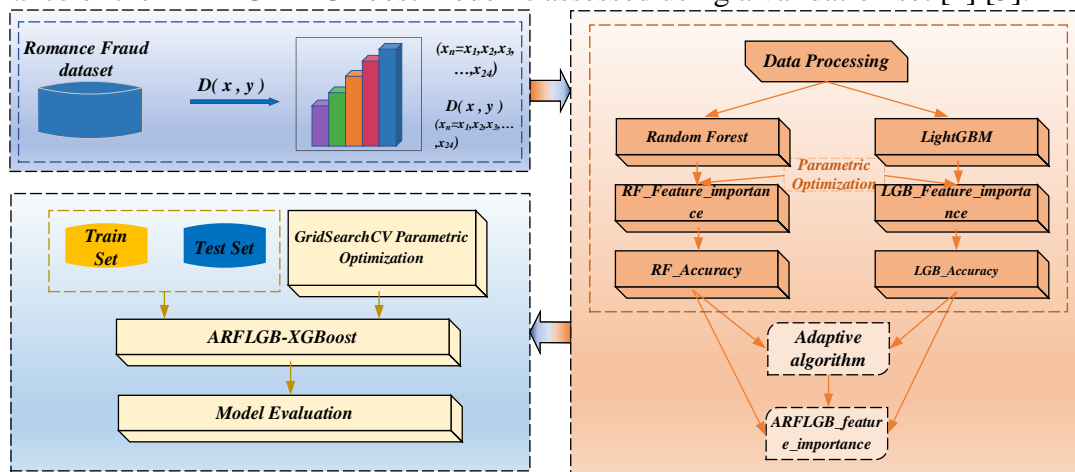 Romance Fraud
dataset
D( x , y )
(xn=x1,x2,x3,
…,x24)
D( x , y )
(xn=x1,x2,x3,…
,x24)
Data Processing
Random Forest
LightGBM
Parametric
Optimization
RF_Feature_importan
ce
LGB_Feature_importa
nce
RF_Accuracy
LGB_Accuracy
Adaptive
algorithm
ARFLGB_featur
e_importance
Train
Set
Test Set
GridSearchCV Parametric
Optimization
ARFLGB-XGBoost
Model Evaluation